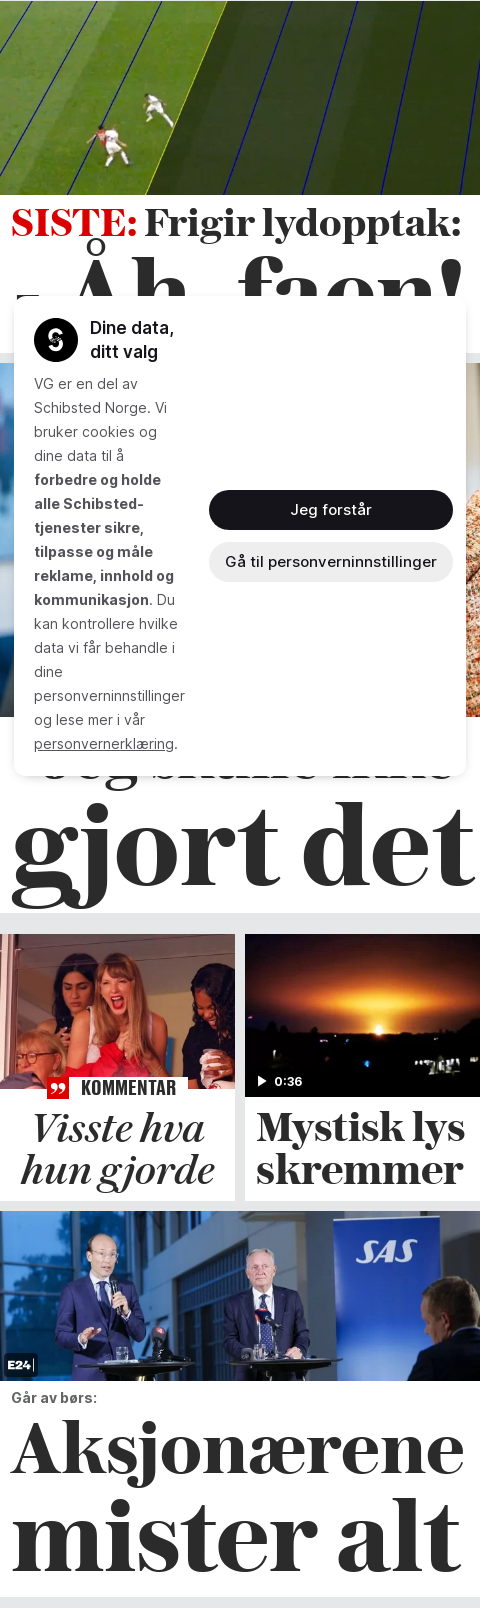 SISTE: Frigir lydopptak:
Dine data,
ditt valg
VG er en del av
Schibsted Norge. Vi
bruker cookies og
dine data til å
forbedre og holde
alle Schibsted-
tjenester sikre,
tilpasse og måle
reklame, innhold og
kommunikasjon. Du
kan kontrollere hvilke
data vi får behandle i
dine
personverninnstillinger
og lese mer i vår
personvernerklæring.
Jeg forstår
Gå til personverninnstillinger
gjort det
KOMMENTAR
Visste hva
hun gjorde
0:36
Mystisk lys
skremmer
SAS
E24
Går av børs:
Aksjonærene
mister alt